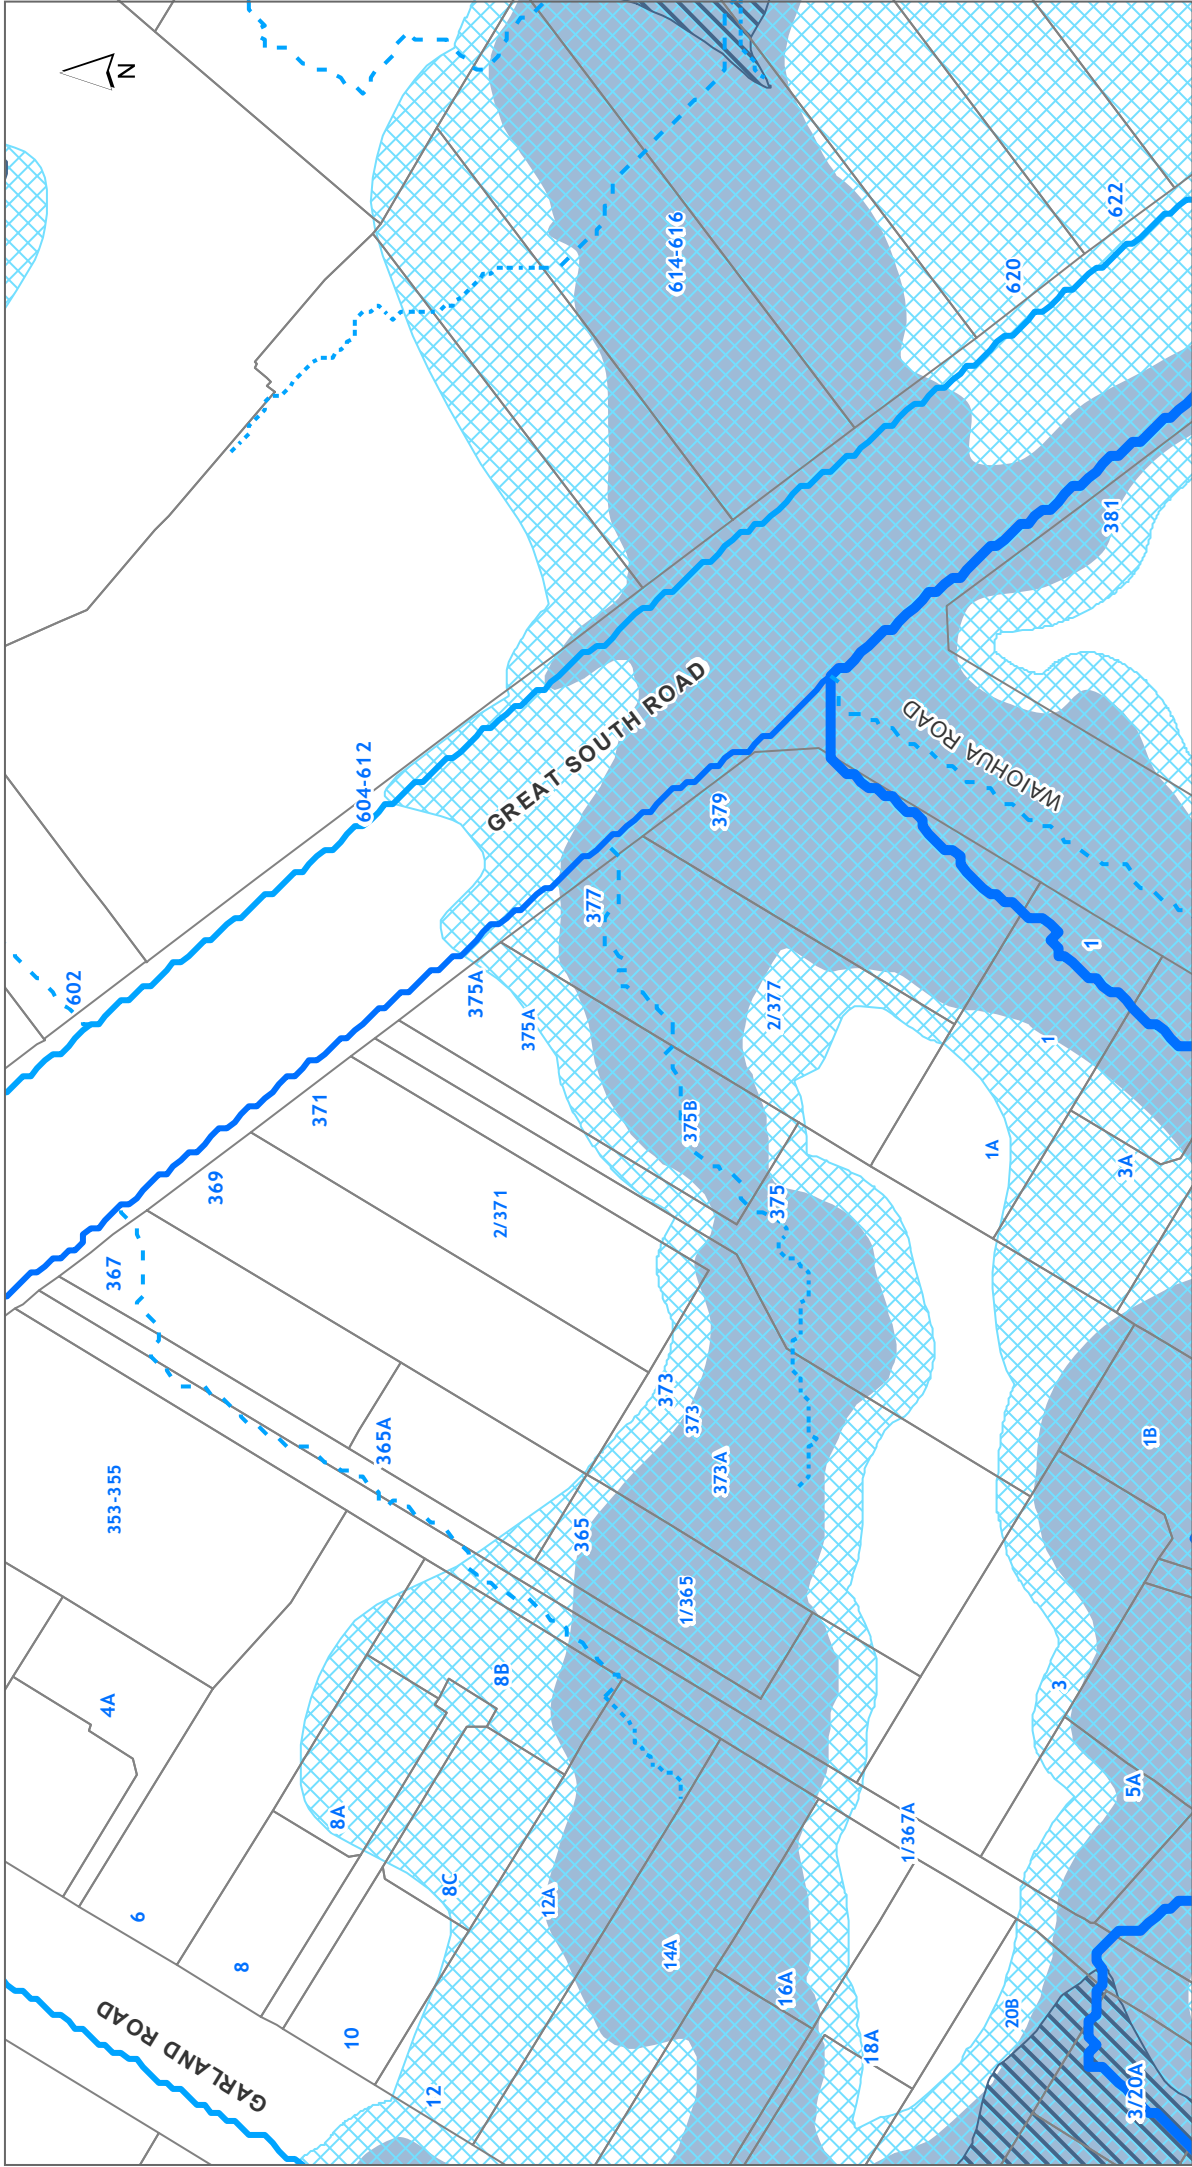 N
602
604-612
614-616
620
622
GREAT SOUTH ROAD
WAIOHUA ROAD
GARLAND ROAD
353-355
367
369
371
2/371
375A
375A
377
379
381
2/377
375B
375
373
373
373A
365A
365
1/365
1
1
1A
3A
1B
3
5A
4A
6
8
8A
8B
8C
10
12
12A
14A
16A
18A
1/367A
20B
3/20A